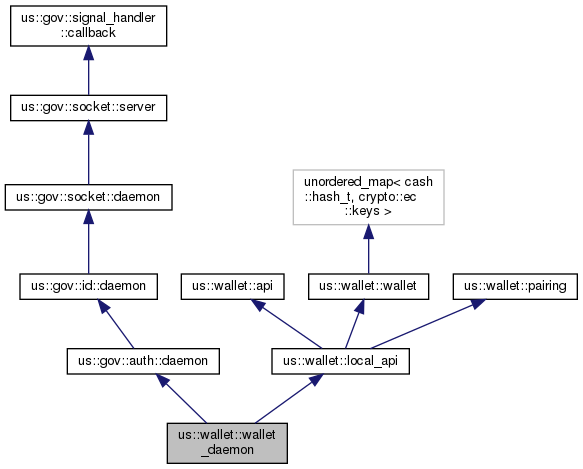 us::gov::signal_handler
::callback
us::gov::socket::server
us::gov::socket::daemon
unordered_map< cash
::hash_t, crypto::ec
::keys >
us::gov::id::daemon
us::wallet::api
us::wallet::wallet
us::wallet::pairing
us::gov::auth::daemon
us::wallet::local_api
us::wallet::wallet
_daemon